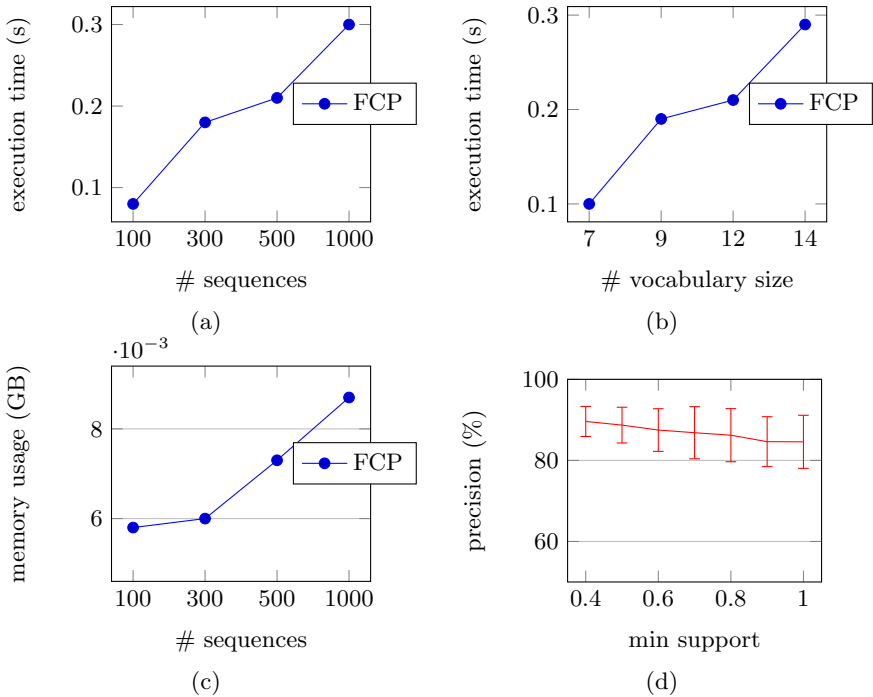 execution time (s)
0.3
0.2
0.1
FCP
100 300 500 1000
# sequences
(a)
execution time (s)
0.3
0.2
0.1
FCP
7 9 12 14
# vocabulary size
(b)
·10⁻³
memory usage (GB)
8
6
FCP
100 300 500 1000
# sequences
(c)
precision (%)
100
80
60
0.4 0.6 0.8 1
min support
(d)